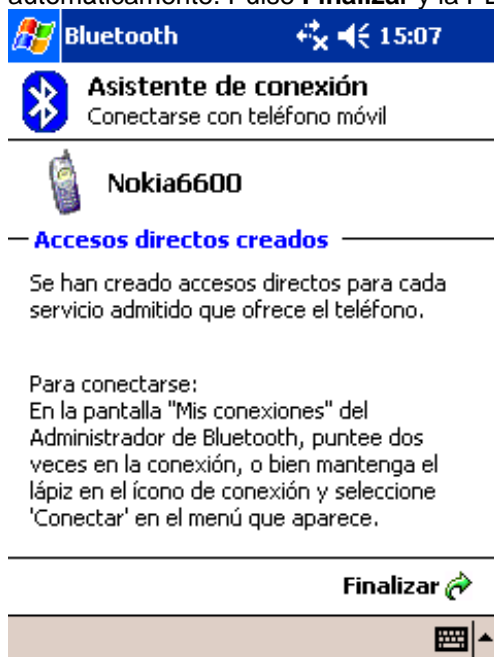 automáticamente. Pulse Finalizar y la
Bluetooth 15:07
Asistente de conexión
Conectarse con teléfono móvil
Nokia6600
Accesos directos creados
Se han creado accesos directos para cada
servicio admitido que ofrece el teléfono.
Para conectarse:
En la pantalla "Mis conexiones" del
Administrador de Bluetooth, puntee dos
veces en la conexión, o bien mantenga el
lápiz en el ícono de conexión y seleccione
'Conectar' en el menú que aparece.
Finalizar